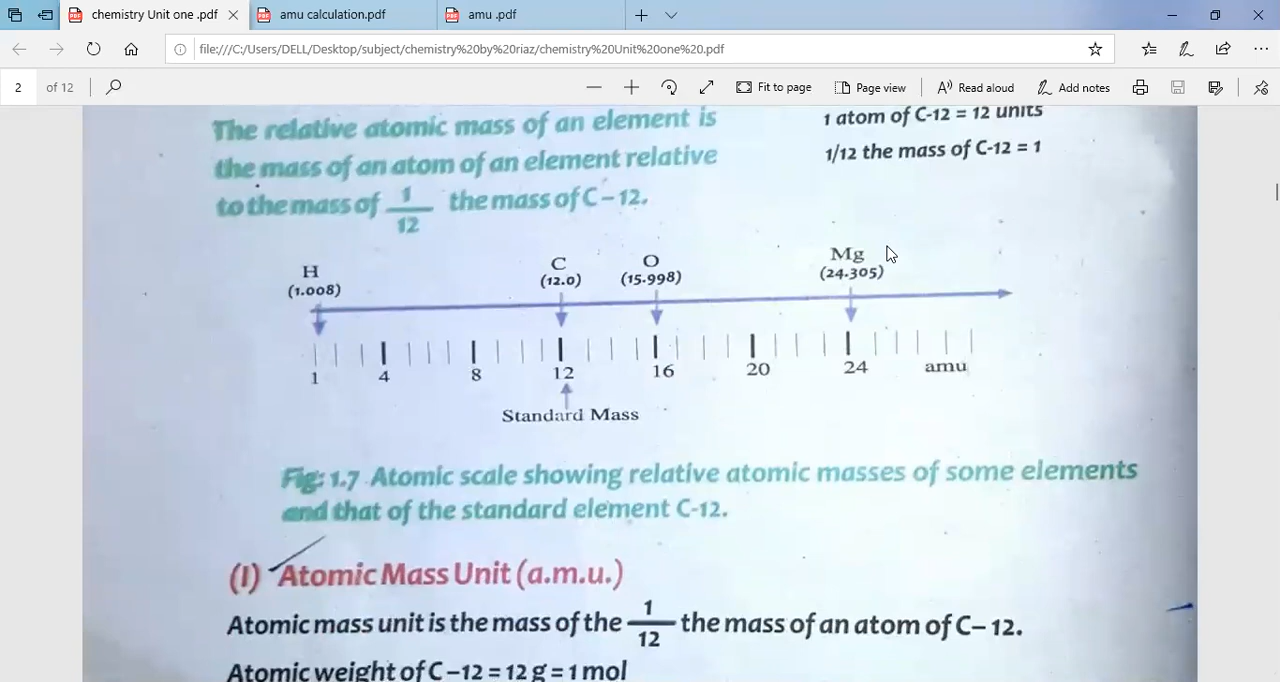 chemistry Unit one .pdf
amu calculation.pdf
amu .pdf
file:///C:/Users/DELL/Desktop/subject/chemistry%20by%20riaz/chemistry%20Unit%20one%20.pdf
2 of 12
Fit to page
Page view
Read aloud
Add notes
The relative atomic mass of an element is
the mass of an atom of an element relative
to the mass of 1/12 the mass of C-12.
1 atom of C-12 = 12 units
1/12 the mass of C-12 = 1
H
(1.008)
C
(12.0)
O
(15.998)
Mg
(24.305)
1 4 8 12 16 20 24 amu
Standard Mass
Fig: 1.7 Atomic scale showing relative atomic masses of some elements
and that of the standard element C-12.
(I) Atomic Mass Unit (a.m.u.)
Atomic mass unit is the mass of the 1/12 the mass of an atom of C-12.
Atomic weight of C-12 = 12 g = 1 mol